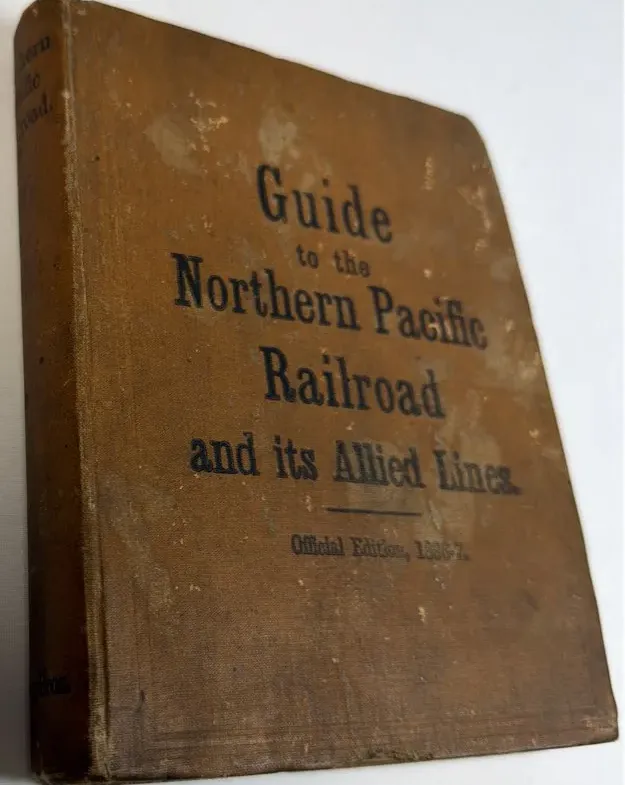 Guide
to the
Northern Pacific
Railroad
and its Allied Lines.
Official Edition, 1886-7.